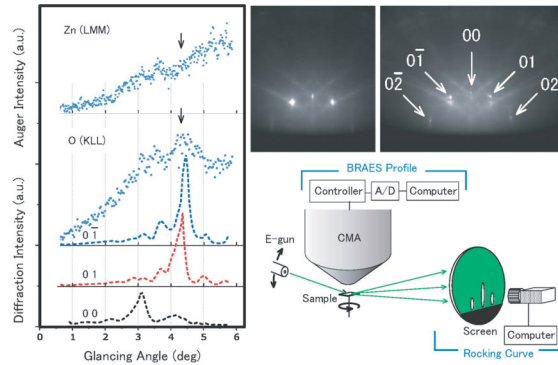 Zn (LMM)
Auger Intensity (a.u.)
O (KLL)
Diffraction Intensity (a.u.)
0 1̄
0 1
0 0
0 1 2 3 4 5 6
Glancing Angle (deg)
00
01̄
01
02̄
02
BRAES Profile
Controller
A/D
Computer
E-gun
CMA
Sample
Screen
Computer
Rocking Curve